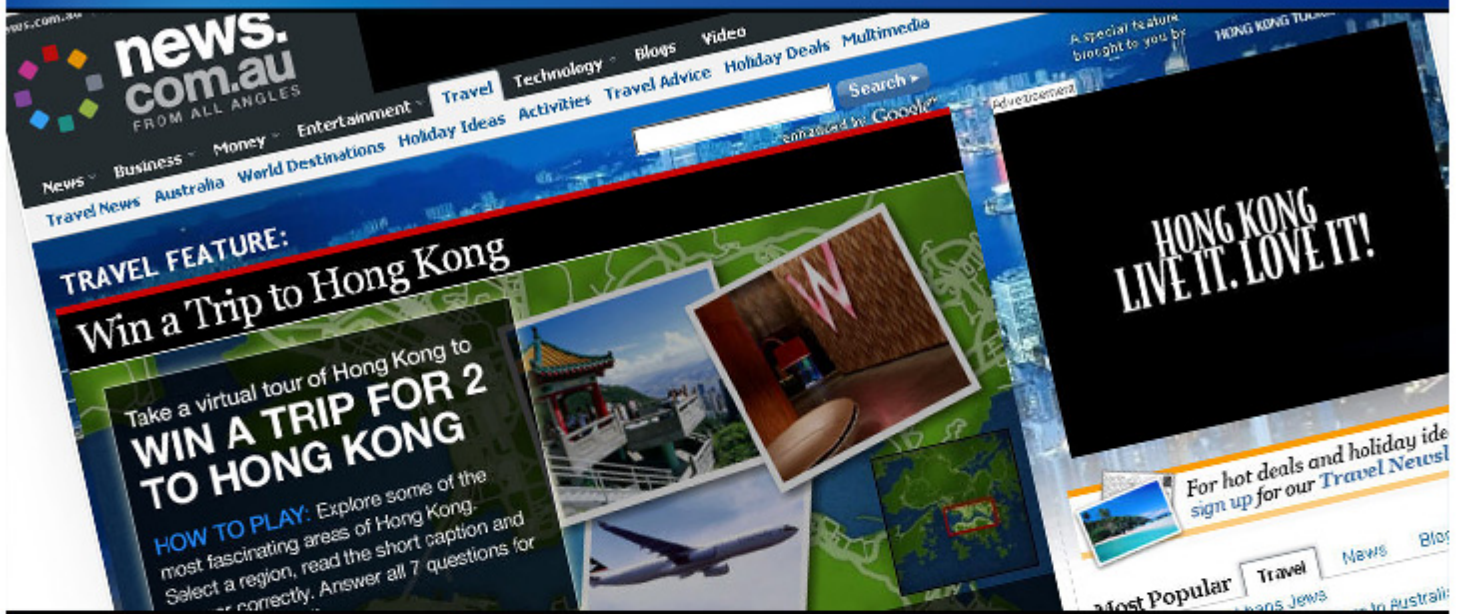 news.
com.au
FROM ALL ANGLES
News Business Money Entertainment Travel Technology Blogs Video
Travel News Australia World Destinations Holiday Ideas Activities Travel Advice Holiday Deals Multimedia
Search
enhanced by Google
A special feature
brought to you by
HONG KONG
Advertisement
TRAVEL FEATURE:
Win a Trip to Hong Kong
Take a virtual tour of Hong Kong to
WIN A TRIP FOR 2
TO HONG KONG
HOW TO PLAY: Explore some of the
most fascinating areas of Hong Kong.
Select a region, read the short caption and
correctly. Answer all 7 questions for
W
HONG KONG
LIVE IT. LOVE IT!
For hot deals and holiday ide
sign up for our Travel Newsl
Most Popular Travel News Blog
Jews